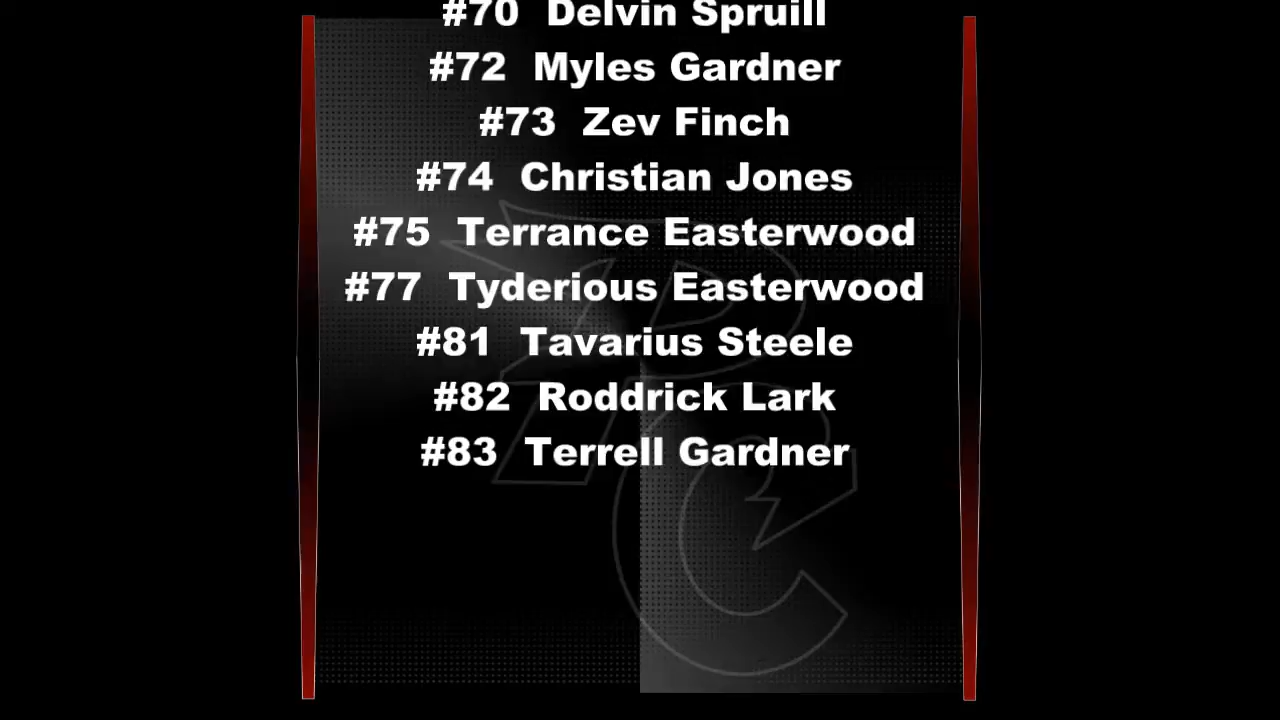 #70 Delvin Spruill
#72 Myles Gardner
#73 Zev Finch
#74 Christian Jones
#75 Terrance Easterwood
#77 Tyderious Easterwood
#81 Tavarius Steele
#82 Roddrick Lark
#83 Terrell Gardner
PC